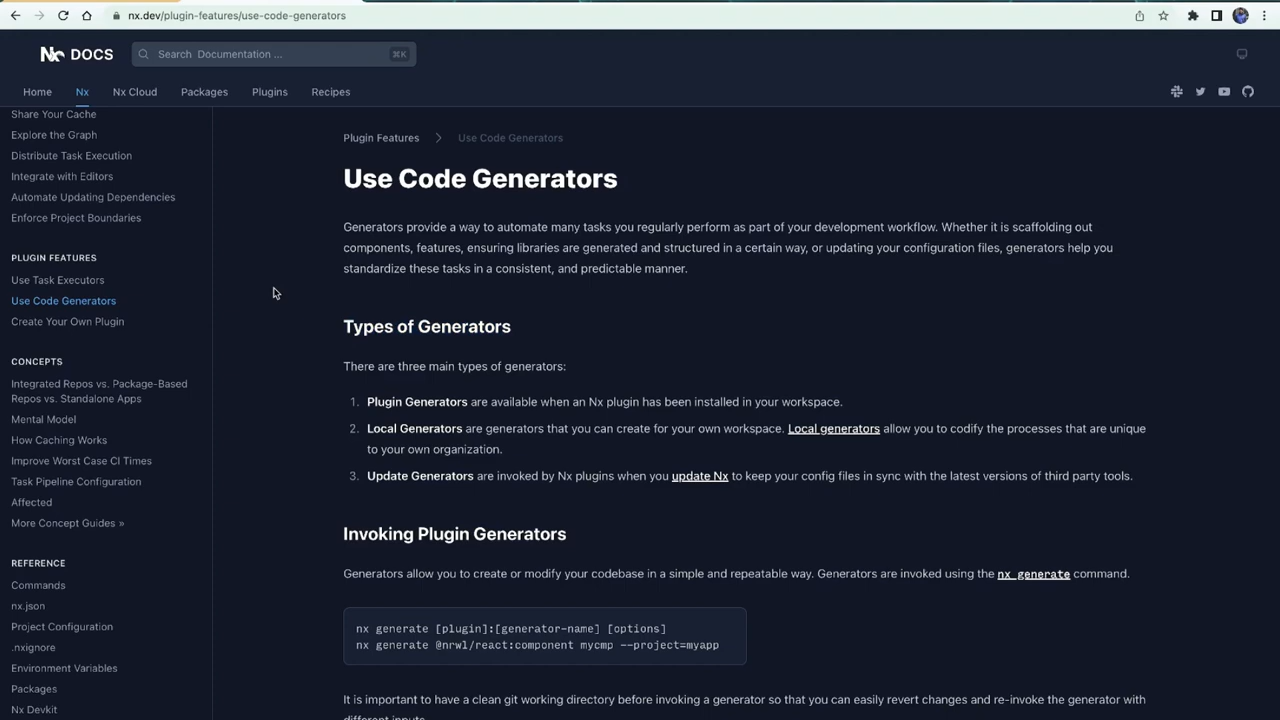 nx.dev/plugin-features/use-code-generators
Nx DOCS
Search Documentation ...
⌘K
Home
Nx
Nx Cloud
Packages
Plugins
Recipes
Share Your Cache
Explore the Graph
Distribute Task Execution
Integrate with Editors
Automate Updating Dependencies
Enforce Project Boundaries
PLUGIN FEATURES
Use Task Executors
Use Code Generators
Create Your Own Plugin
CONCEPTS
Integrated Repos vs. Package-Based
Repos vs. Standalone Apps
Mental Model
How Caching Works
Improve Worst Case CI Times
Task Pipeline Configuration
Affected
More Concept Guides »
REFERENCE
Commands
nx.json
Project Configuration
.nxignore
Environment Variables
Packages
Nx Devkit
Plugin Features
Use Code Generators
Use Code Generators
Generators provide a way to automate many tasks you regularly perform as part of your development workflow. Whether it is scaffolding out
components, features, ensuring libraries are generated and structured in a certain way, or updating your configuration files, generators help you
standardize these tasks in a consistent, and predictable manner.
Types of Generators
There are three main types of generators:
1. Plugin Generators are available when an Nx plugin has been installed in your workspace.
2. Local Generators are generators that you can create for your own workspace. Local generators allow you to codify the processes that are unique
to your own organization.
3. Update Generators are invoked by Nx plugins when you update Nx to keep your config files in sync with the latest versions of third party tools.
Invoking Plugin Generators
Generators allow you to create or modify your codebase in a simple and repeatable way. Generators are invoked using the nx generate command.
nx generate [plugin]:[generator-name] [options]
nx generate @nrwl/react:component mycmp --project=myapp
It is important to have a clean git working directory before invoking a generator so that you can easily revert changes and re-invoke the generator with
different inputs.